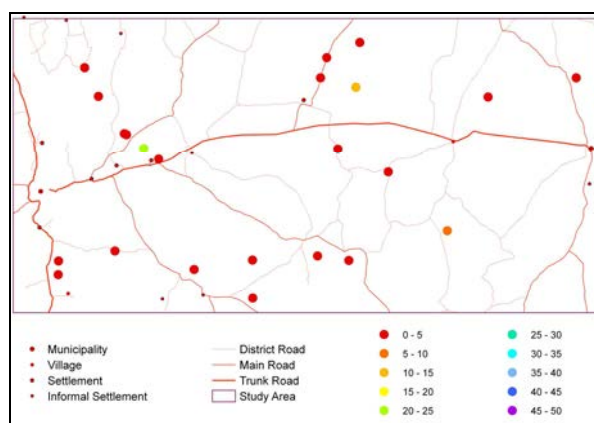 Municipality
Village
Settlement
Informal Settlement
District Road
Main Road
Trunk Road
Study Area
0 - 5
5 - 10
10 - 15
15 - 20
20 - 25
25 - 30
30 - 35
35 - 40
40 - 45
45 - 50